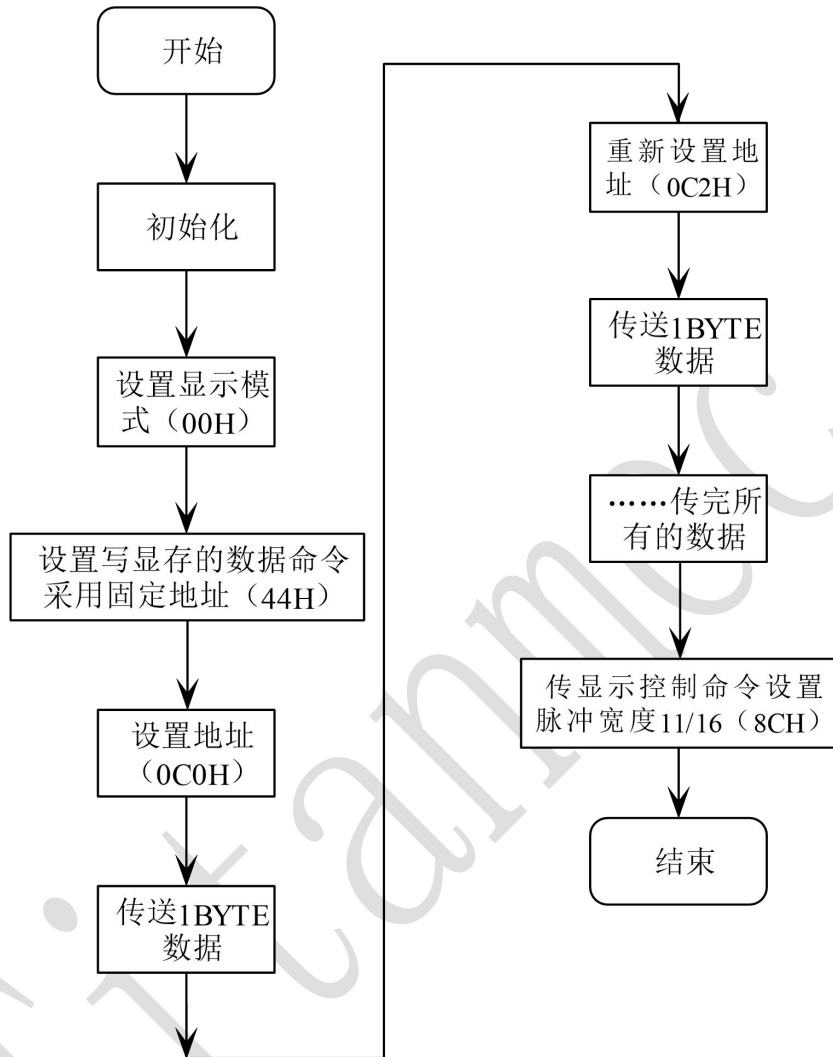 开始
初始化
设置显示模
式（00H）
设置写显存的数据命令
采用固定地址（44H）
设置地址
（0C0H）
传送1BYTE
数据
重新设置地
址（0C2H）
传送1BYTE
数据
……传完所
有的数据
传显示控制命令设置
脉冲宽度11/16（8CH）
结束
Titanmec